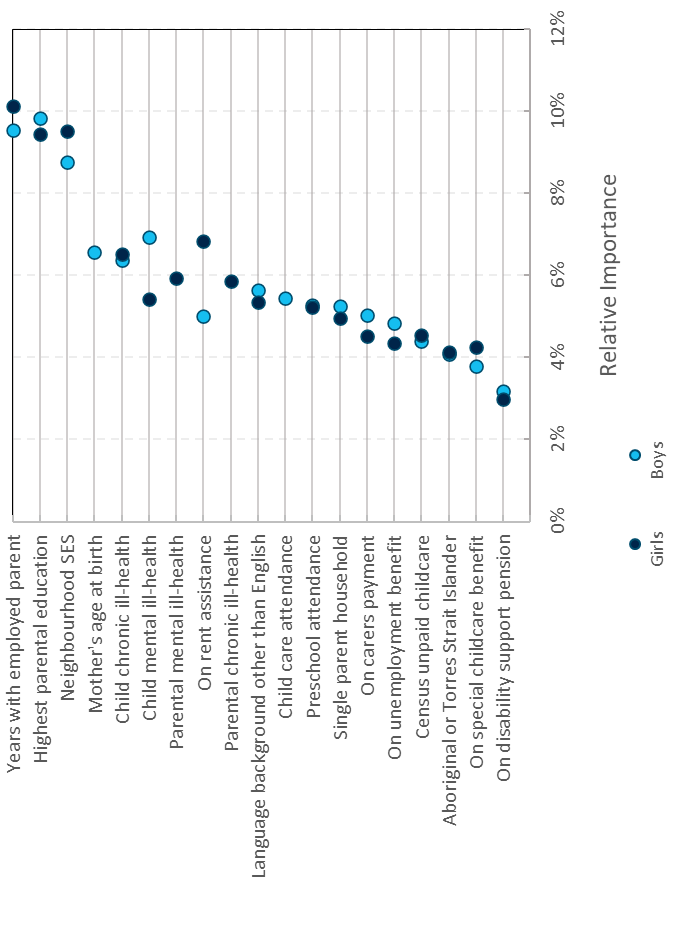 Years with employed parent
Highest parental education
Neighbourhood SES
Mother's age at birth
Child chronic ill-health
Child mental ill-health
Parental mental ill-health
On rent assistance
Parental chronic ill-health
Language background other than English
Child care attendance
Preschool attendance
Single parent household
On carers payment
On unemployment benefit
Census unpaid childcare
Aboriginal or Torres Strait Islander
On special childcare benefit
On disability support pension
0%
2%
4%
6%
8%
10%
12%
Relative Importance
Girls
Boys